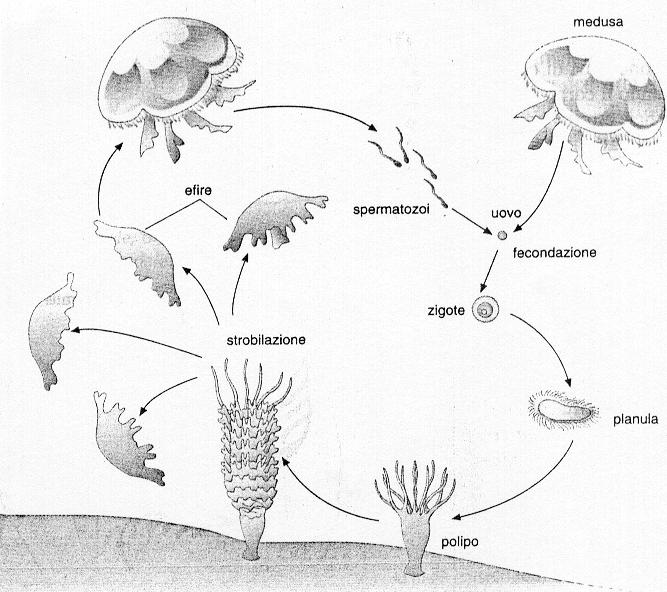 medusa
efire
spermatozoi
uovo
fecondazione
zigote
strobilazione
planula
polipo